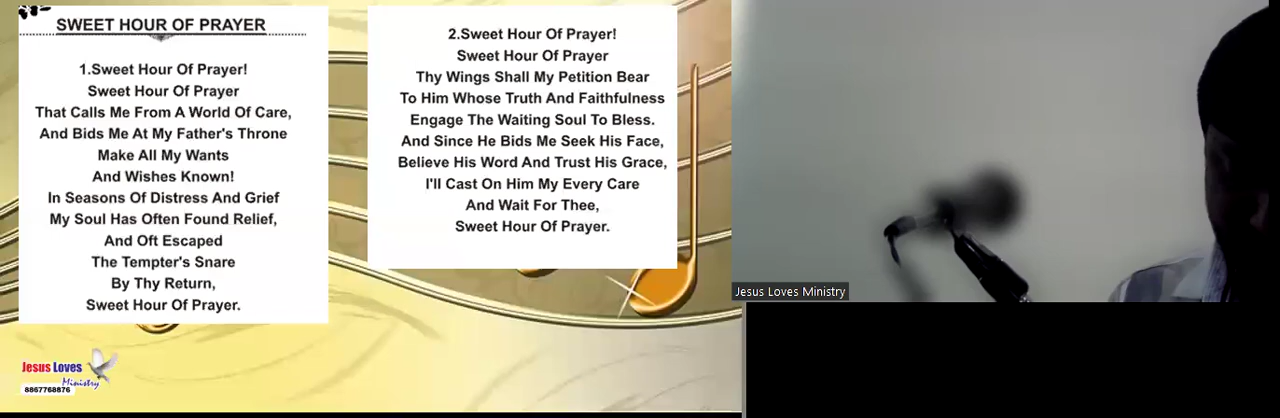 SWEET HOUR OF PRAYER
1.Sweet Hour Of Prayer!
Sweet Hour Of Prayer
That Calls Me From A World Of Care,
And Bids Me At My Father's Throne
Make All My Wants
And Wishes Known!
In Seasons Of Distress And Grief
My Soul Has Often Found Relief,
And Oft Escaped
The Tempter's Snare
By Thy Return,
Sweet Hour Of Prayer.
2.Sweet Hour Of Prayer!
Sweet Hour Of Prayer
Thy Wings Shall My Petition Bear
To Him Whose Truth And Faithfulness
Engage The Waiting Soul To Bless.
And Since He Bids Me Seek His Face,
Believe His Word And Trust His Grace,
I'll Cast On Him My Every Care
And Wait For Thee,
Sweet Hour Of Prayer.
Jesus Loves
Ministry
8867768876
Jesus Loves Ministry